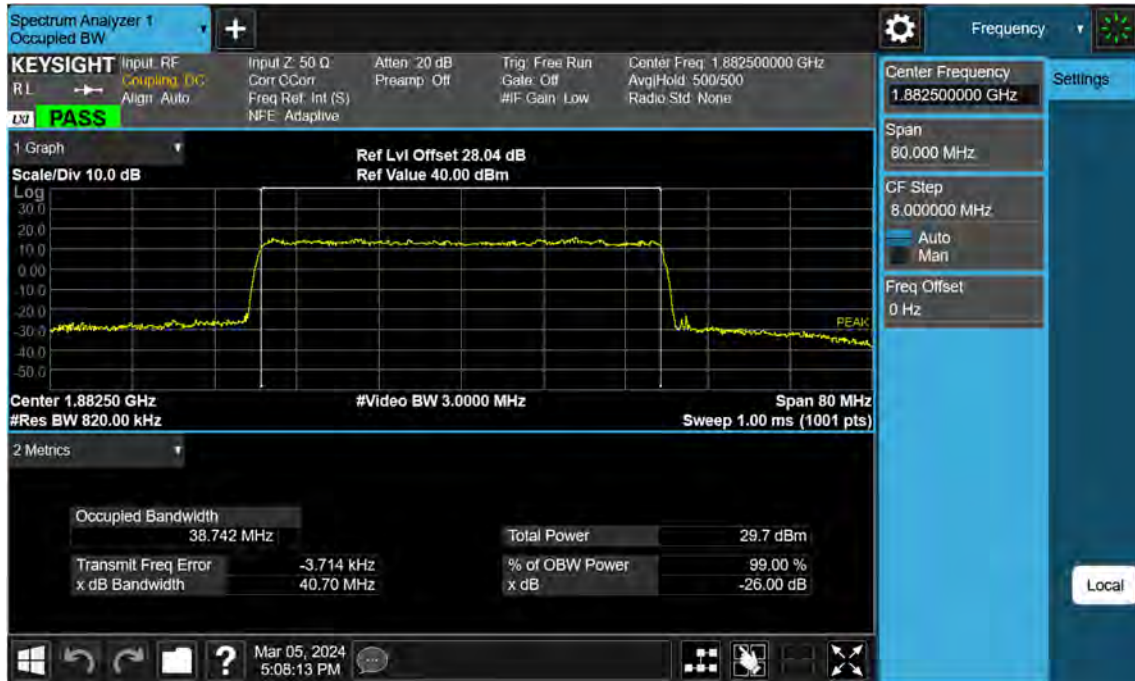 Spectrum Analyzer 1
Occupied BW
+
Frequency
KEYSIGHT
RL
LXI PASS
Input: RF
Coupling: DC
Align: Auto
Input Z: 50 Ω
Corr CCorr
Freq Ref: Int (S)
NFE: Adaptive
Atten: 20 dB
Preamp: Off
Trig: Free Run
Gate: Off
#IF Gain: Low
Center Freq: 1.882500000 GHz
Avg|Hold: 500/500
Radio Std: None
Center Frequency
1.882500000 GHz
Settings
Span
80.000 MHz
CF Step
8.000000 MHz
Auto
Man
Freq Offset
0 Hz
1 Graph
Ref Lvl Offset 28.04 dB
Scale/Div 10.0 dB
Ref Value 40.00 dBm
Log
30.0
20.0
10.0
0.00
-10.0
-20.0
-30.0
-40.0
-50.0
PEAK
Center 1.88250 GHz
#Video BW 3.0000 MHz
Span 80 MHz
#Res BW 820.00 kHz
Sweep 1.00 ms (1001 pts)
2 Metrics
Occupied Bandwidth
38.742 MHz
Total Power 29.7 dBm
Transmit Freq Error -3.714 kHz
% of OBW Power 99.00 %
x dB Bandwidth 40.70 MHz
x dB -26.00 dB
Local
?
Mar 05, 2024
5:08:13 PM